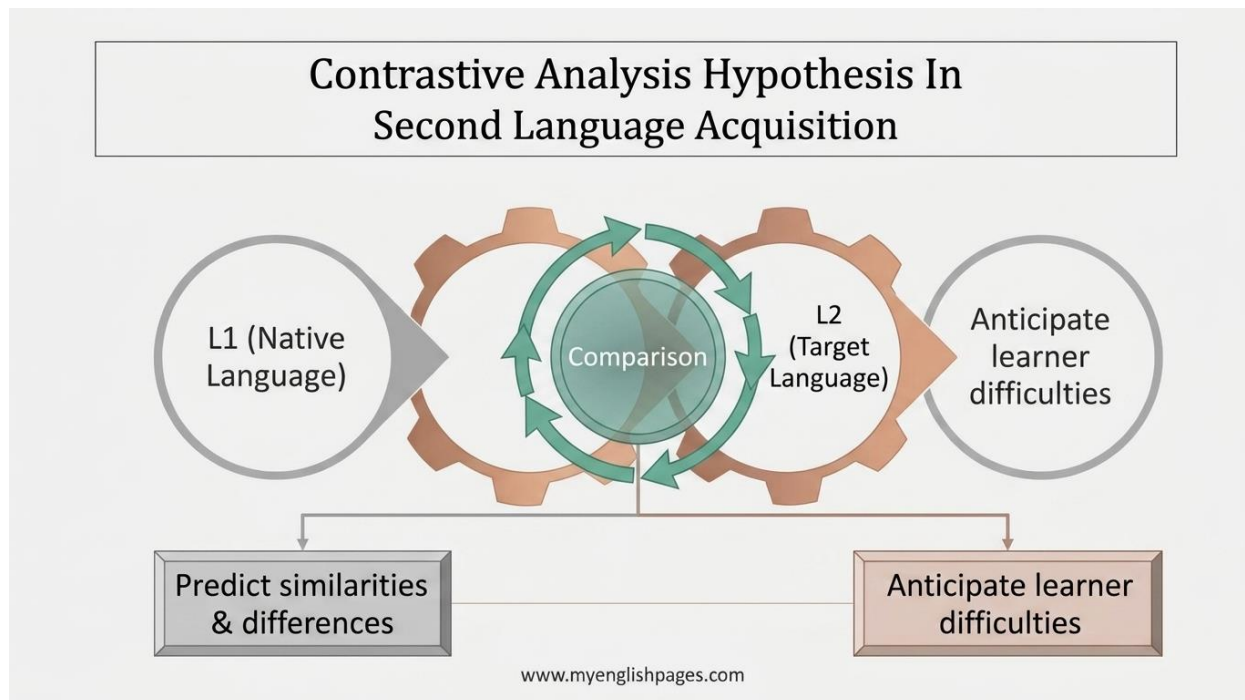 Contrastive Analysis Hypothesis In
Second Language Acquisition
L1 (Native
Language)
Comparison
L2
(Target
Language)
Anticipate
learner
difficulties
Predict similarities
& differences
Anticipate learner
difficulties
www.myenglishpages.com